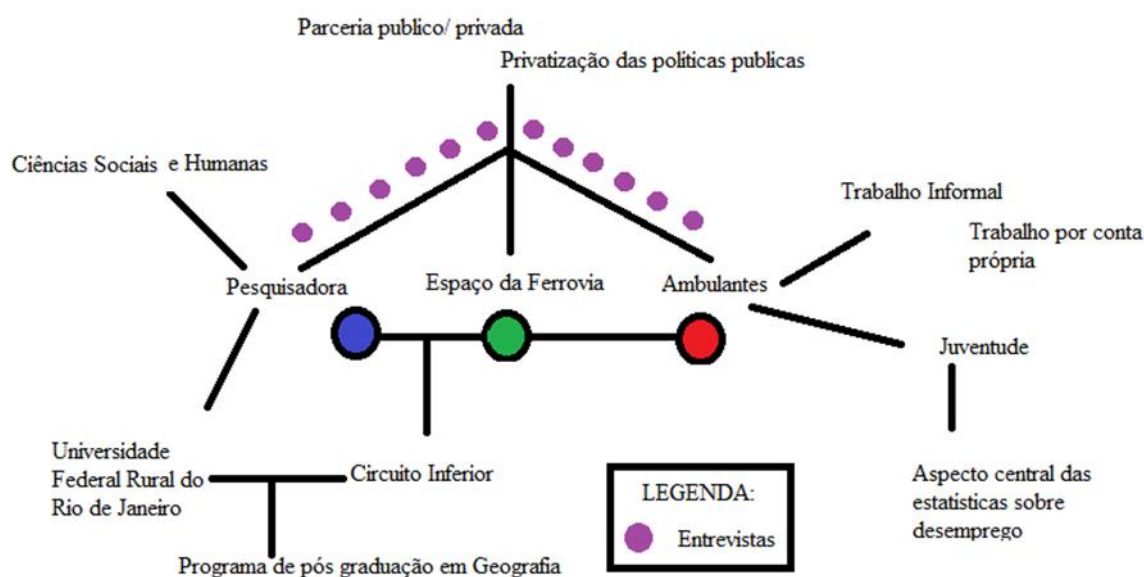 Parceria publico/ privada
Privatização das políticas publicas
Ciências Sociais e Humanas
Trabalho Informal
Trabalho por conta
própria
Pesquisadora
Espaço da Ferrovia
Ambulantes
Juventude
Universidade
Federal Rural do
Rio de Janeiro
Circuito Inferior
Aspecto central das
estatísticas sobre
desemprego
LEGENDA:
Entrevistas
Programa de pós graduação em Geografia